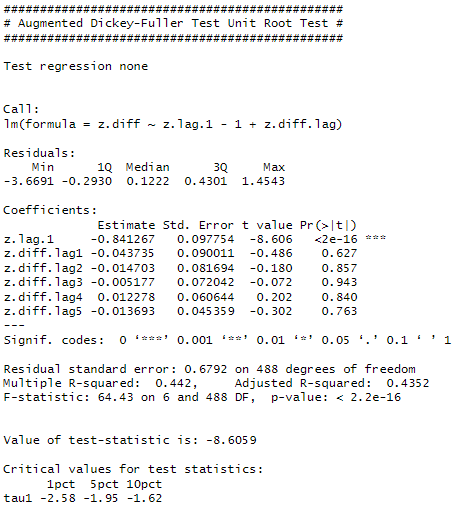 ###############################################
# Augmented Dickey-Fuller Test Unit Root Test #
###############################################

Test regression none


Call:
lm(formula = z.diff ~ z.lag.1 - 1 + z.diff.lag)

Residuals:
    Min      1Q  Median      3Q     Max
-3.6691 -0.2930  0.1222  0.4301  1.4543

Coefficients:
             Estimate Std. Error t value Pr(>|t|)
z.lag.1     -0.841267   0.097754  -8.606   <2e-16 ***
z.diff.lag1 -0.043735   0.090011  -0.486    0.627
z.diff.lag2 -0.014703   0.081694  -0.180    0.857
z.diff.lag3 -0.005177   0.072042  -0.072    0.943
z.diff.lag4  0.012278   0.060644   0.202    0.840
z.diff.lag5 -0.013693   0.045359  -0.302    0.763
---
Signif. codes:  0 ‘***’ 0.001 ‘**’ 0.01 ‘*’ 0.05 ‘.’ 0.1 ‘ ’ 1

Residual standard error: 0.6792 on 488 degrees of freedom
Multiple R-squared:  0.442,	Adjusted R-squared:  0.4352
F-statistic: 64.43 on 6 and 488 DF,  p-value: < 2.2e-16


Value of test-statistic is: -8.6059

Critical values for test statistics:
      1pct  5pct 10pct
tau1 -2.58 -1.95 -1.62